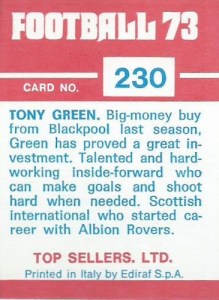 FOOTBALL 73
CARD NO. 230
TONY GREEN. Big-money buy
from Blackpool last season,
Green has proved a great in-
vestment. Talented and hard-
working inside-forward who
can make goals and shoot
hard when needed. Scottish
international who started ca-
reer with Albion Rovers.
TOP SELLERS. LTD.
Printed in Italy by Ediraf S.p.A.